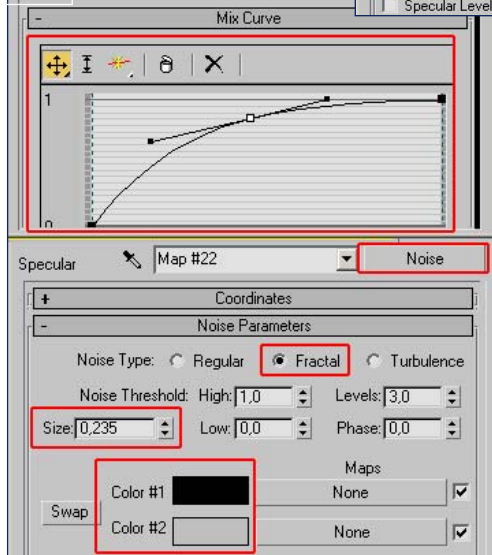 Specular Level
- Mix Curve
1
0
Specular Map #22 Noise
+ Coordinates
- Noise Parameters
Noise Type: Regular Fractal Turbulence
Noise Threshold: High: 1,0 Levels: 3,0
Size: 0,235 Low: 0,0 Phase: 0,0
Maps
Color #1 None
Swap
Color #2 None